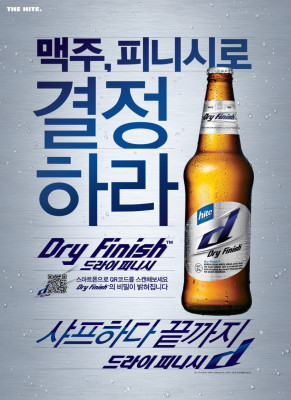 THE HITE.
맥주, 피니시로
결정
하라
Dry Finish™
드라이 피니시
스마트폰으로 QR코드를 스캔해보세요
Dry Finish의 비밀이 밝혀집니다
hite
d
Dry Finish
샤프하다 끝까지
드라이 피니시 d